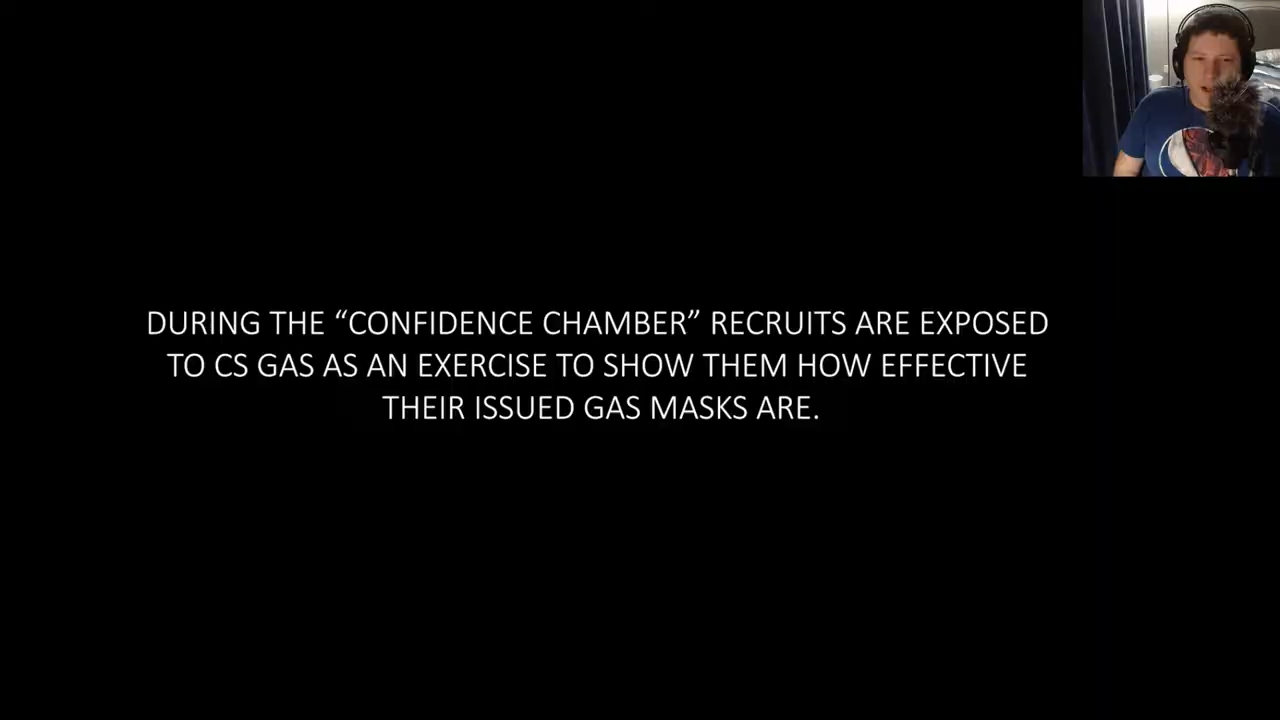 DURING THE “CONFIDENCE CHAMBER” RECRUITS ARE EXPOSED
TO CS GAS AS AN EXERCISE TO SHOW THEM HOW EFFECTIVE
THEIR ISSUED GAS MASKS ARE.